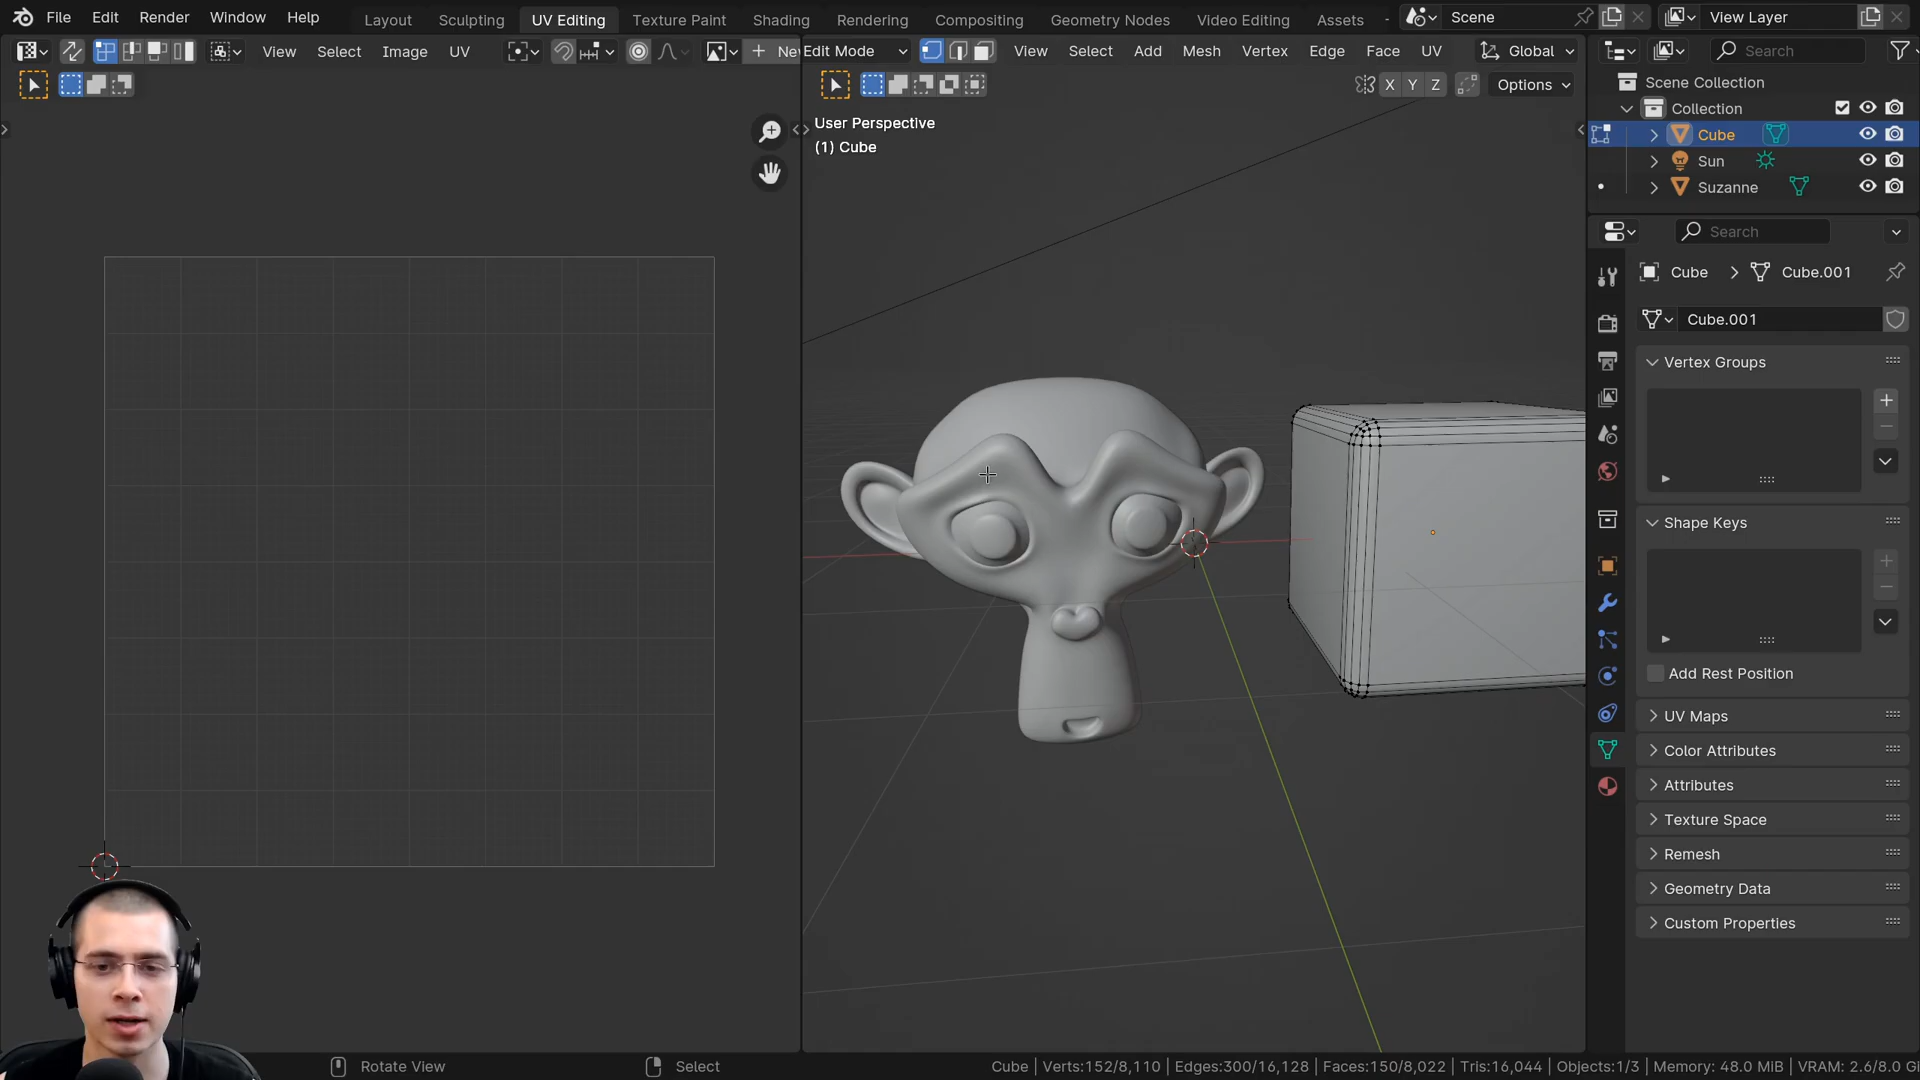 File Edit Render Window Help Layout Sculpting UV Editing Texture Paint Shading Rendering Compositing Geometry Nodes Video Editing Assets Scene View Layer
View Select Image UV New
Edit Mode View Select Add Mesh Vertex Edge Face UV Global
Search
X Y Z Options
User Perspective
(1) Cube
Scene Collection
Collection
Cube
Sun
Suzanne
Search
Cube > Cube.001
Cube.001
Vertex Groups
Shape Keys
Add Rest Position
UV Maps
Color Attributes
Attributes
Texture Space
Remesh
Geometry Data
Custom Properties
Rotate View Select
Cube | Verts:152/8,110 | Edges:300/16,128 | Faces:150/8,022 | Tris:16,044 | Objects:1/3 | Memory: 48.0 MiB | VRAM: 2.6/8.0 G